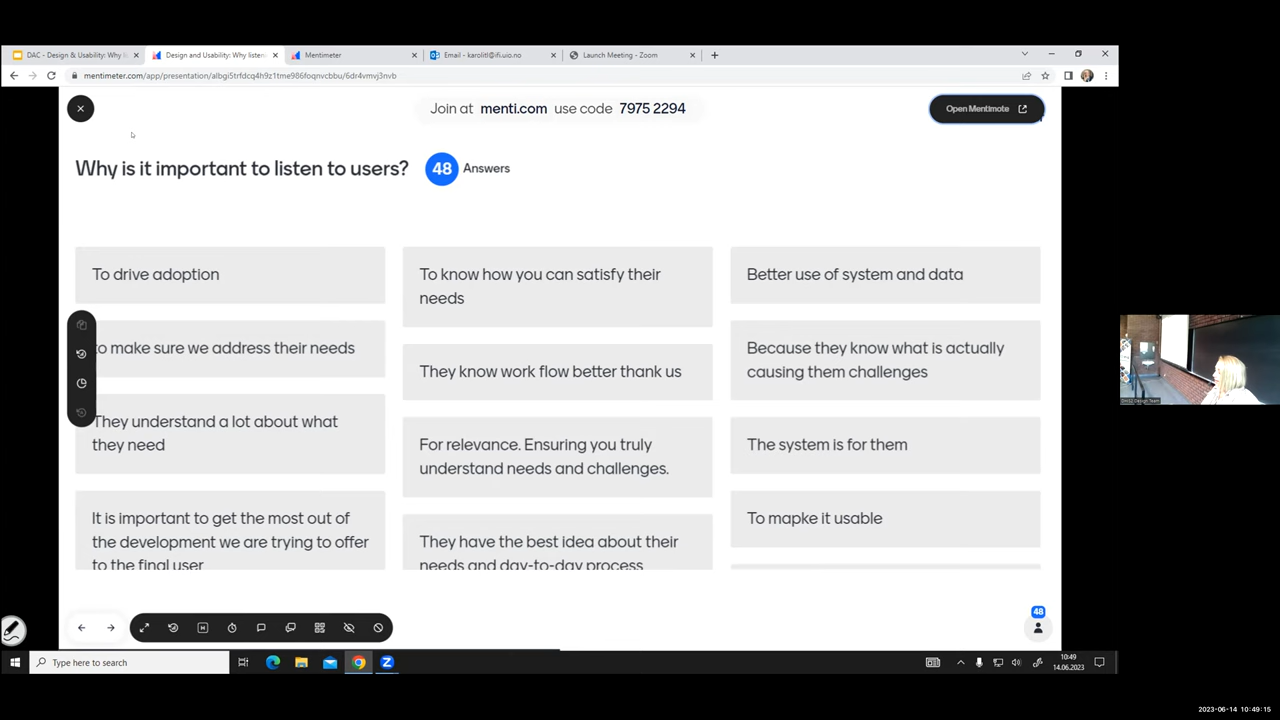 DAC - Design & Usability: Why l
Design and Usability: Why listen
Mentimeter
Email - karolitl@ifi.uio.no
Launch Meeting - Zoom
mentimeter.com/app/presentation/albgi5trfdcq4h9z1tme986foqnvcbbu/6dr4vmvj3nvb
Join at menti.com use code 7975 2294
Open Mentimote
Why is it important to listen to users?
48 Answers
To drive adoption
to make sure we address their needs
They understand a lot about what
they need
It is important to get the most out of
the development we are trying to offer
to the final user
To know how you can satisfy their
needs
They know work flow better thank us
For relevance. Ensuring you truly
understand needs and challenges.
They have the best idea about their
needs and day-to-day process
Better use of system and data
Because they know what is actually
causing them challenges
The system is for them
To mapke it usable
48
DHIS2 Design Team
Type here to search
10:49
14.06.2023
2023-06-14 10:49:15